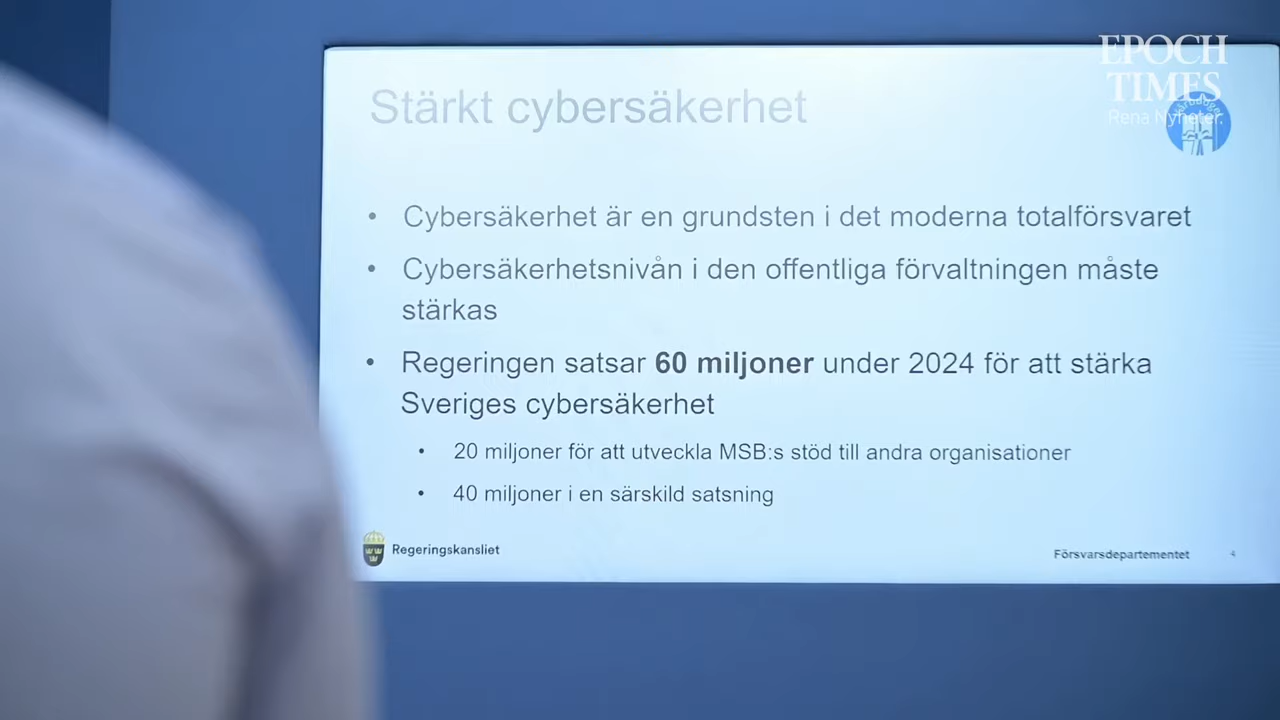 EPOCH
TIMES
Rena Nyheter.
Stärkt cybersäkerhet
• Cybersäkerhet är en grundsten i det moderna totalförsvaret
• Cybersäkerhetsnivån i den offentliga förvaltningen måste
stärkas
• Regeringen satsar 60 miljoner under 2024 för att stärka
Sveriges cybersäkerhet
• 20 miljoner för att utveckla MSB:s stöd till andra organisationer
• 40 miljoner i en särskild satsning
Regeringskansliet
Försvarsdepartementet 4